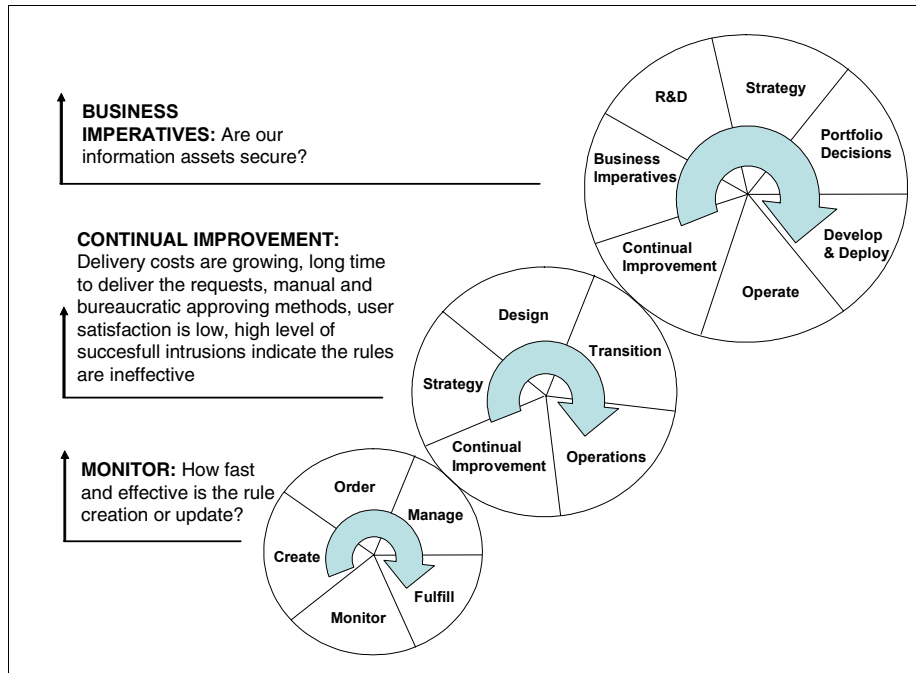 BUSINESS
IMPERATIVES: Are our
information assets secure?
CONTINUAL IMPROVEMENT:
Delivery costs are growing, long time
to deliver the requests, manual and
bureaucratic approving methods, user
satisfaction is low, high level of
succesfull intrusions indicate the rules
are ineffective
MONITOR: How fast
and effective is the rule
creation or update?
R&D
Strategy
Portfolio
Decisions
Develop
& Deploy
Operate
Continual
Improvement
Business
Imperatives
Design
Transition
Operations
Continual
Improvement
Strategy
Order
Manage
Fulfill
Monitor
Create